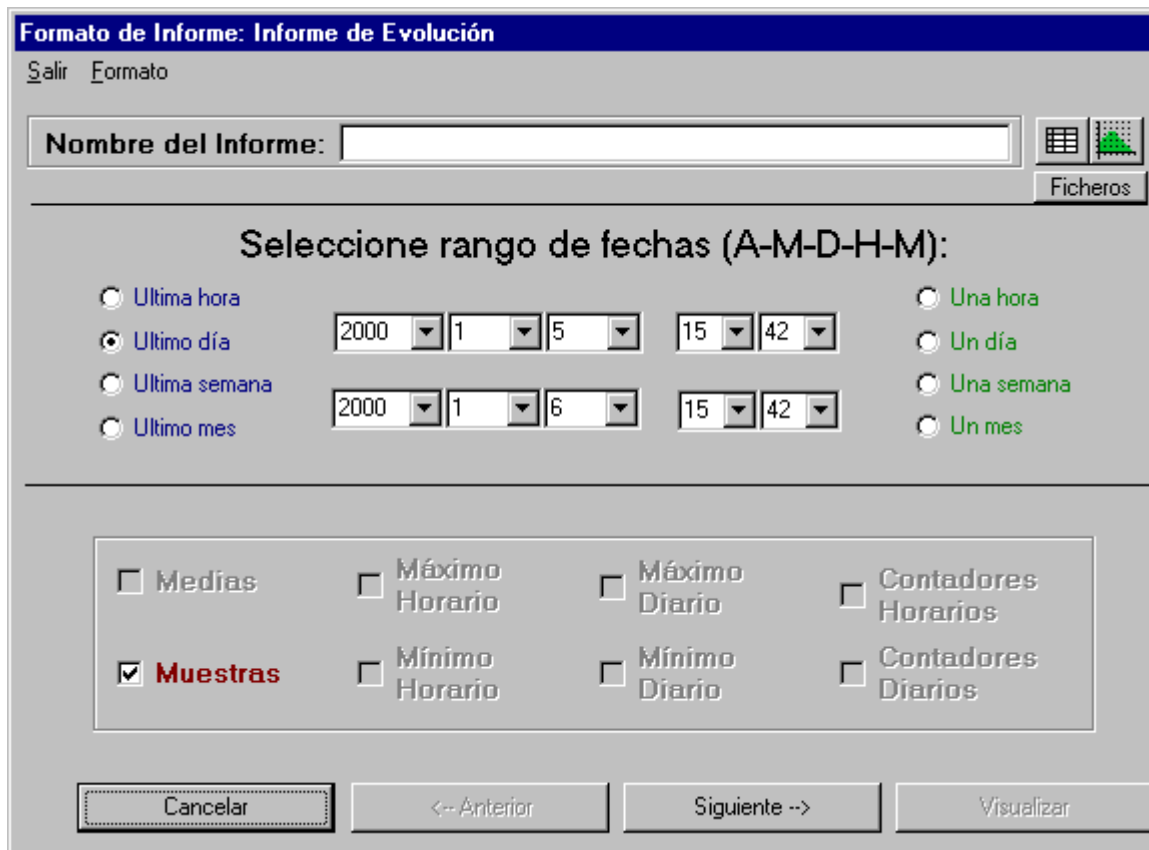 Formato de Informe: Informe de Evolución
Salir Formato
Nombre del Informe:
Ficheros
Seleccione rango de fechas (A-M-D-H-M):
Ultima hora
Ultimo día
Ultima semana
Ultimo mes
2000 1 5 15 42
2000 1 6 15 42
Una hora
Un día
Una semana
Un mes
Medias
Máximo
Horario
Máximo
Diario
Contadores
Horarios
Muestras
Mínimo
Horario
Mínimo
Diario
Contadores
Diarios
Cancelar
<-- Anterior
Siguiente -->
Visualizar